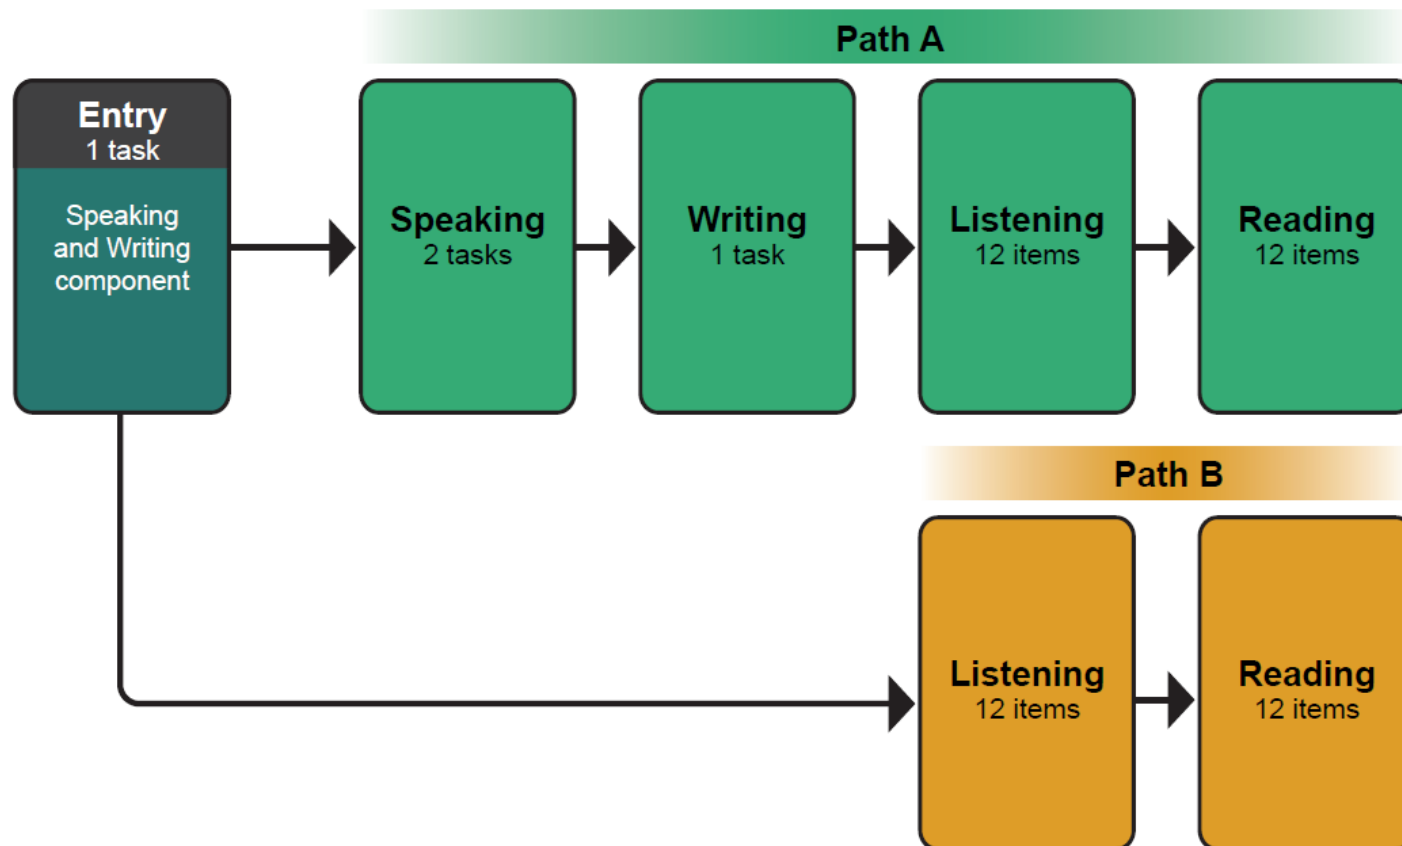 Path A
Entry
1 task
Speaking
and Writing
component
Speaking
2 tasks
Writing
1 task
Listening
12 items
Reading
12 items
Path B
Listening
12 items
Reading
12 items